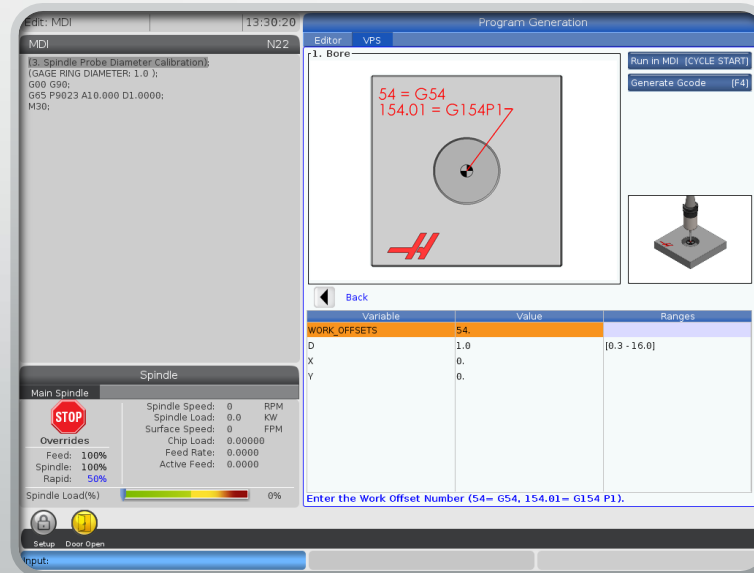 Edit: MDI
13:30:20
MDI
N22
(3. Spindle Probe Diameter Calibration);
(GAGE RING DIAMETER: 1.0 );
G00 G90;
G65 P9023 A10.000 D1.0000;
M30;
Spindle
Main Spindle
STOP
Overrides
Feed: 100%
Spindle: 100%
Rapid: 50%
Spindle Speed: 0 RPM
Spindle Load: 0.0 KW
Surface Speed: 0 FPM
Chip Load: 0.00000
Feed Rate: 0.0000
Active Feed: 0.0000
Spindle Load(%)
0%
Setup
Door Open
Input:
Program Generation
Editor
VPS
1. Bore
54 = G54
154.01 = G154P1
Run in MDI [CYCLE START]
Generate Gcode [F4]
Back
Variable Value Ranges
WORK_OFFSETS 54.
D 1.0 [0.3 - 16.0]
X 0.
Y 0.
Enter the Work Offset Number (54= G54, 154.01= G154 P1).